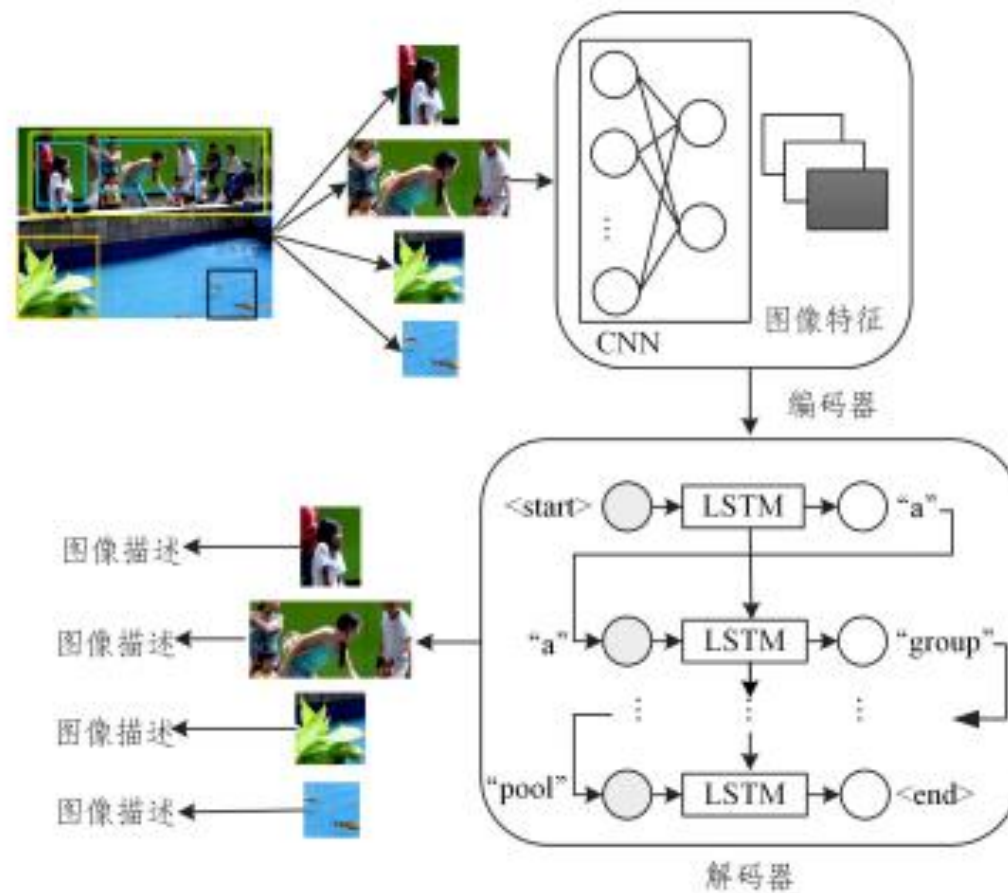 CNN
图像特征
编码器
<start>
LSTM
“a”
“a”
LSTM
“group”
“pool”
LSTM
<end>
解码器
图像描述
图像描述
图像描述
图像描述